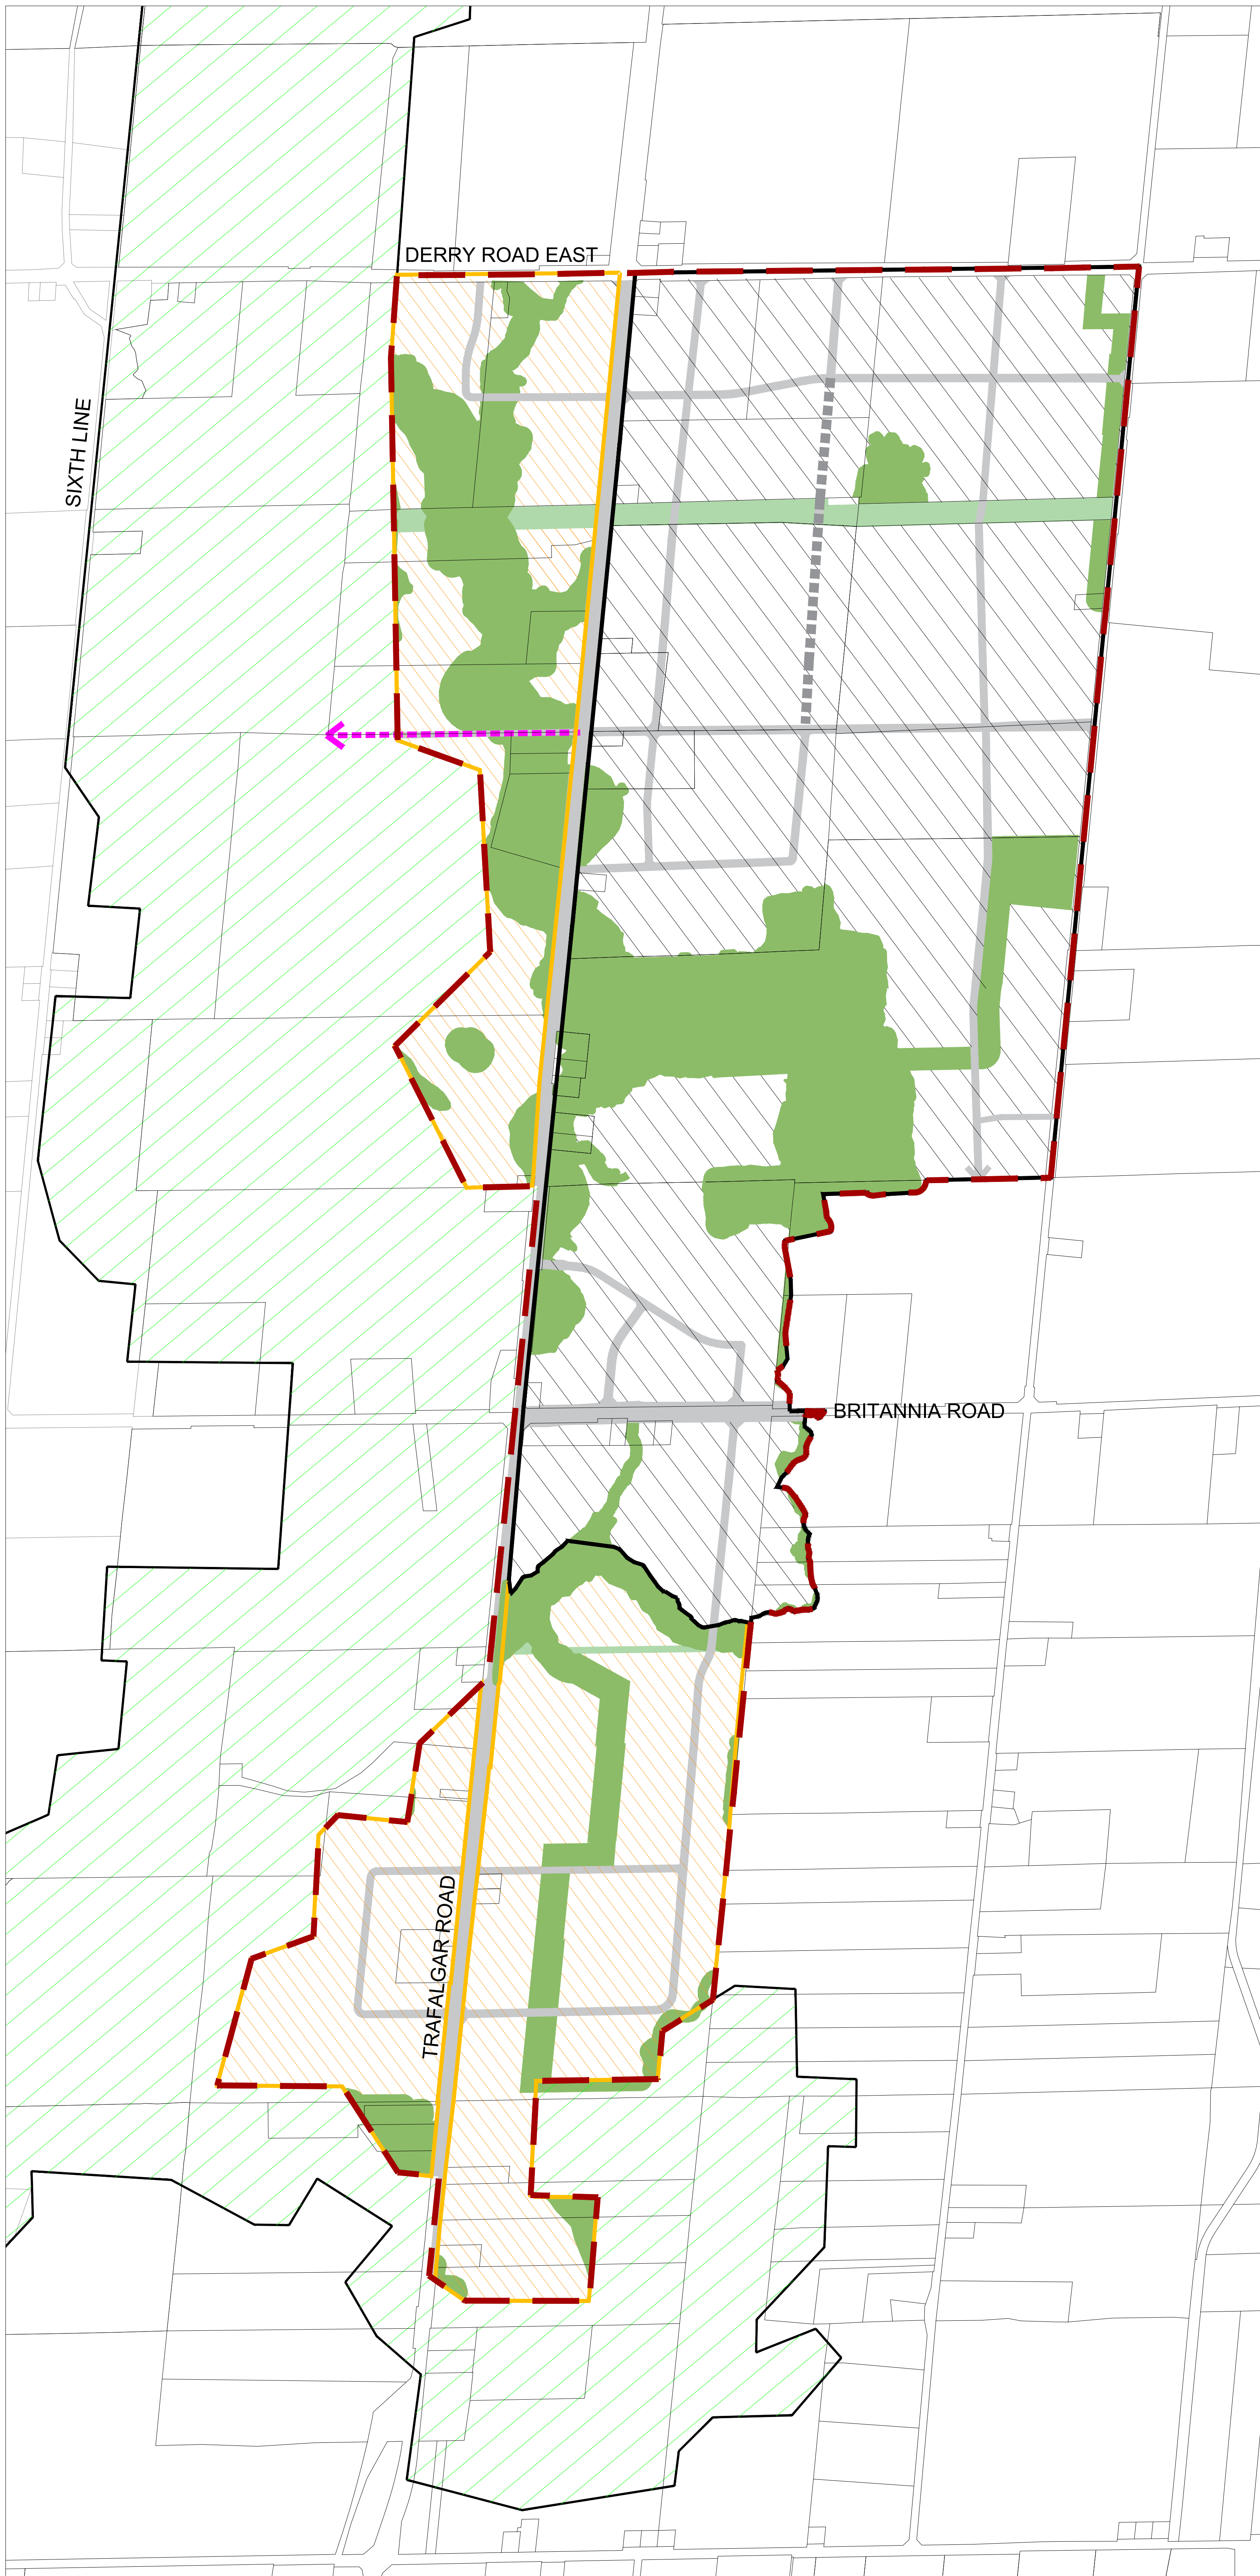 DERRY ROAD EAST
SIXTH LINE
BRITANNIA ROAD
TRAFALGAR ROAD